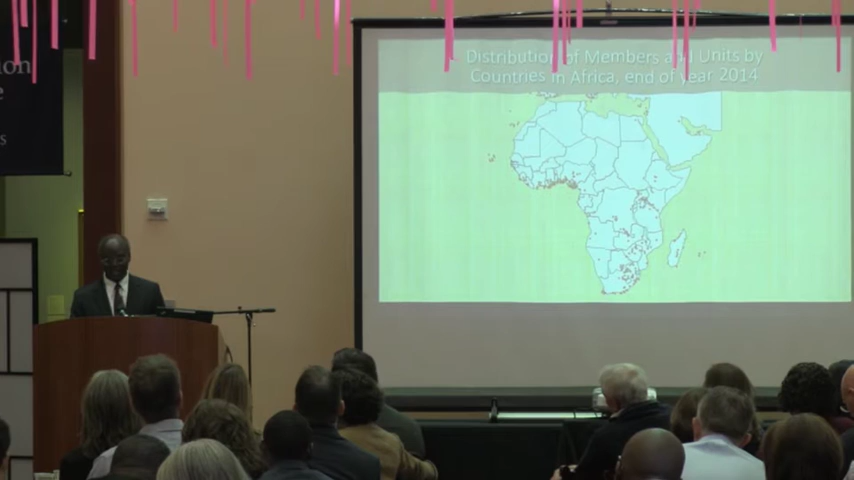 Distribution of Members and Units by
Countries in Africa, end of year 2014